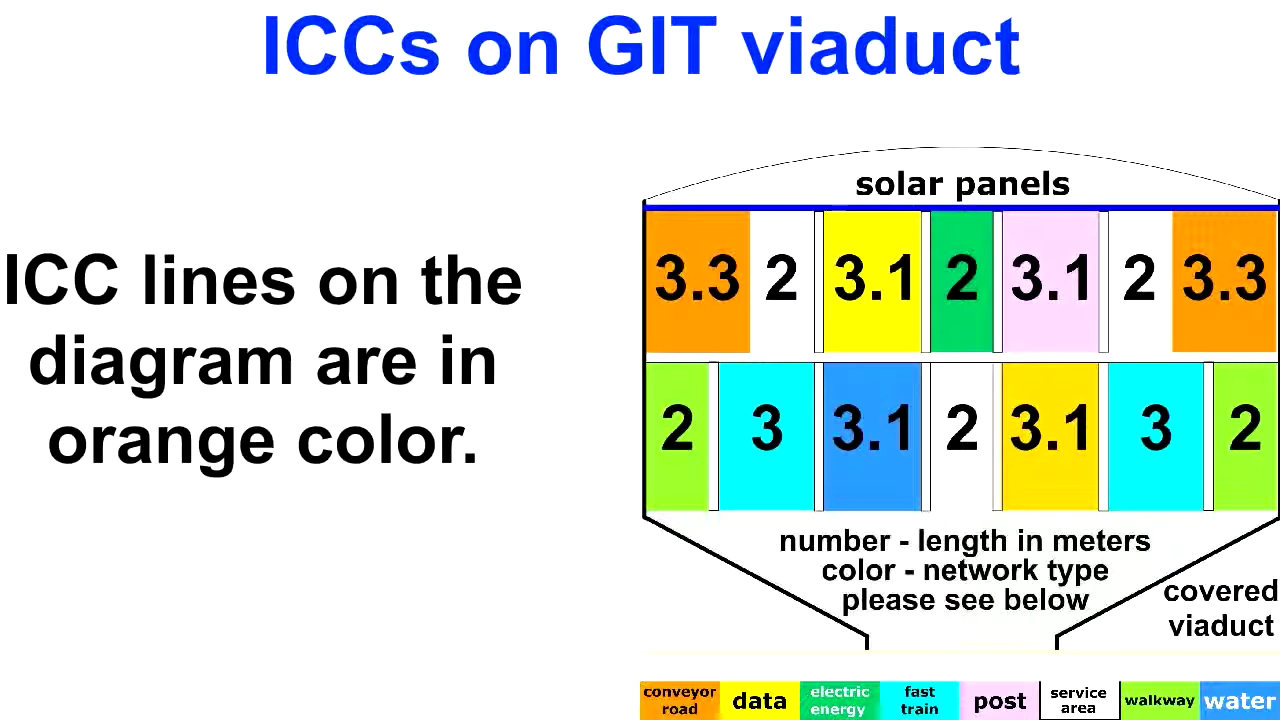 ICCs on GIT viaduct
ICC lines on the
diagram are in
orange color.
solar panels
3.3 2 3.1 2 3.1 2 3.3
2 3 3.1 2 3.1 3 2
number - length in meters
color - network type
please see below
covered
viaduct
conveyor
road
data
electric
energy
fast
train
post
service
area
walkway
water